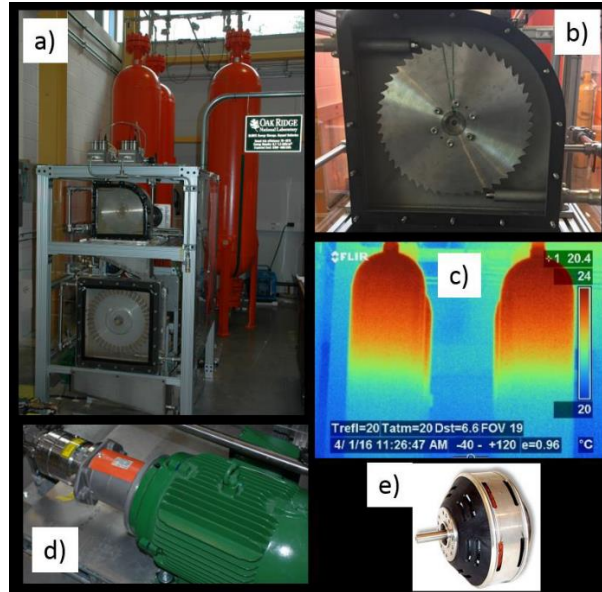 a)
OAK RIDGE
National Laboratory
b)
FLIR
c)
÷1 20.4
24
20
Trefl=20 Tatm=20 Dst=6.6 FOV 19
4/ 1/16 11:26:47 AM -40 - +120 e=0.96 °C
d)
e)